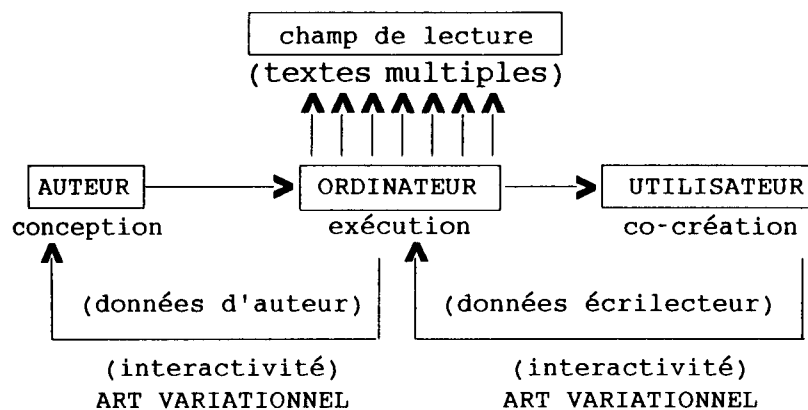 champ de lecture
(textes multiples)
AUTEUR ORDINATEUR UTILISATEUR
conception exécution co-création
(données d'auteur) (données écrilecteur)
(interactivité) (interactivité)
ART VARIATIONNEL ART VARIATIONNEL